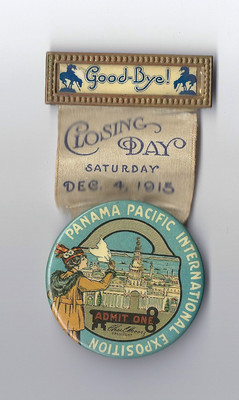 Good-Bye!
CLOSING
DAY
SATURDAY
DEC. 4, 1915
PANAMA PACIFIC INTERNATIONAL EXPOSITION
ADMIT ONE